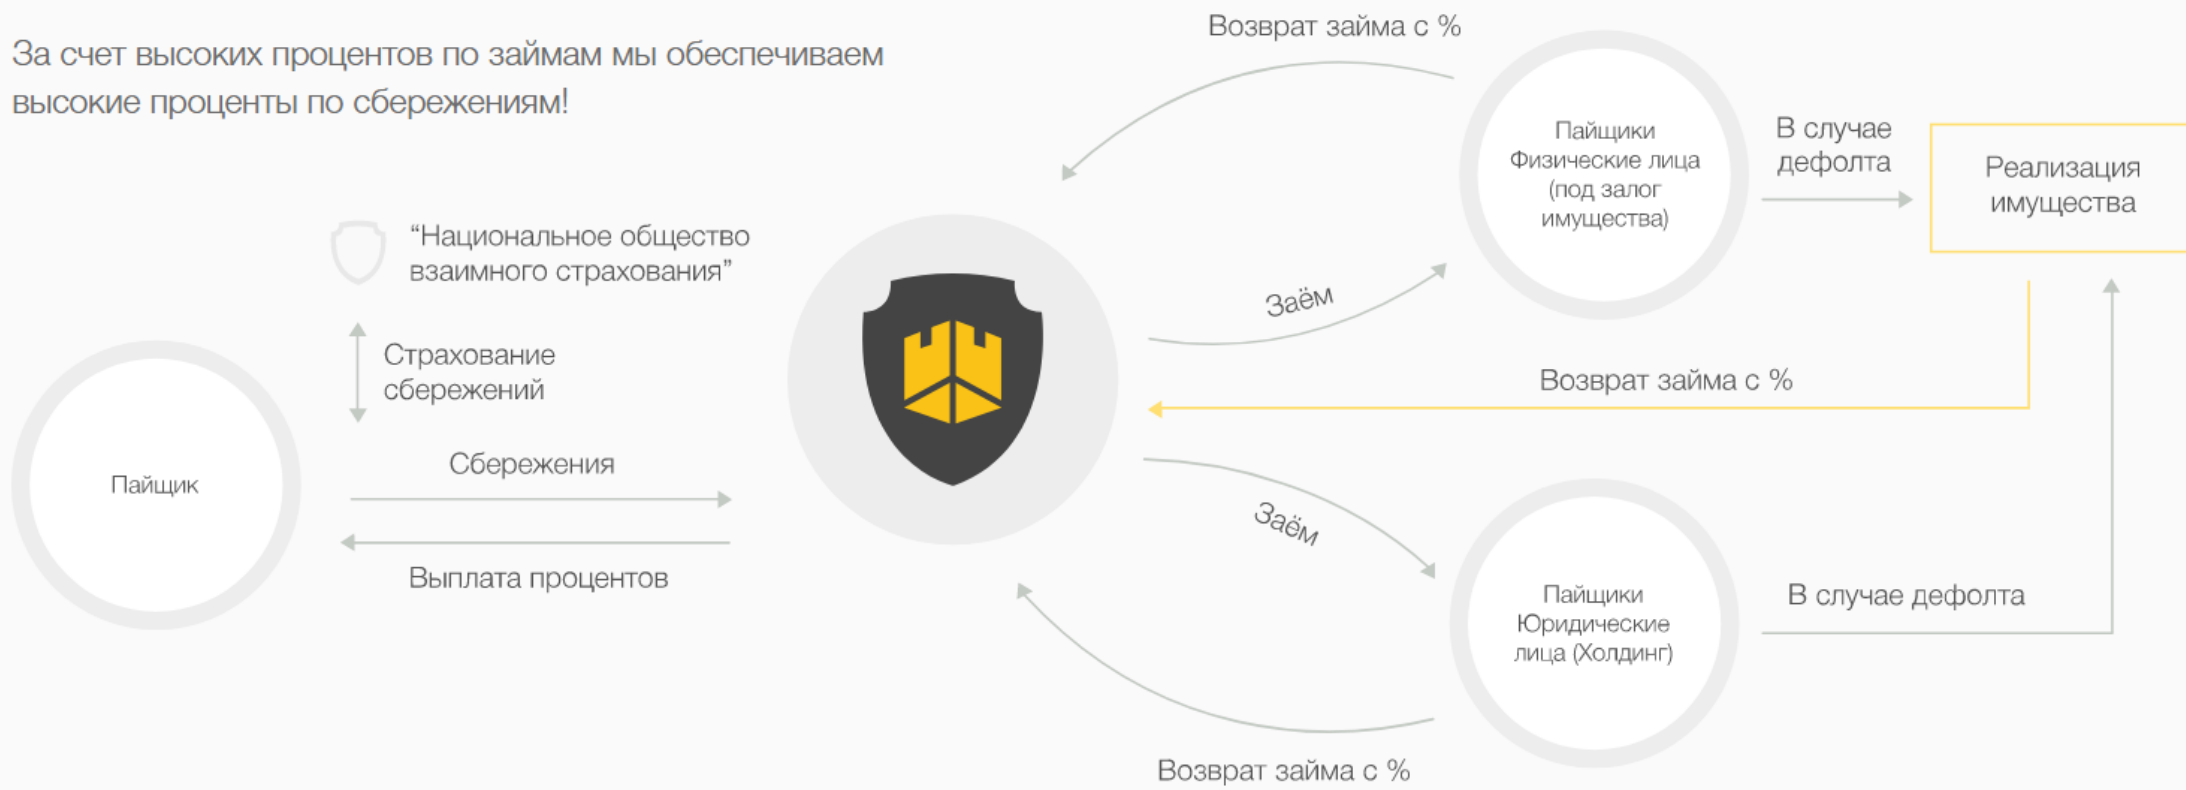 За счет высоких процентов по займам мы обеспечиваем
высокие проценты по сбережениям!
Возврат займа с %
Пайщики
Физические лица
(под залог
имущества)
В случае
дефолта
Реализация
имущества
“Национальное общество
взаимного страхования”
Заём
Страхование
сбережений
Возврат займа с %
Сбережения
Пайщик
Заём
Выплата процентов
Пайщики
Юридические
лица (Холдинг)
В случае дефолта
Возврат займа с %